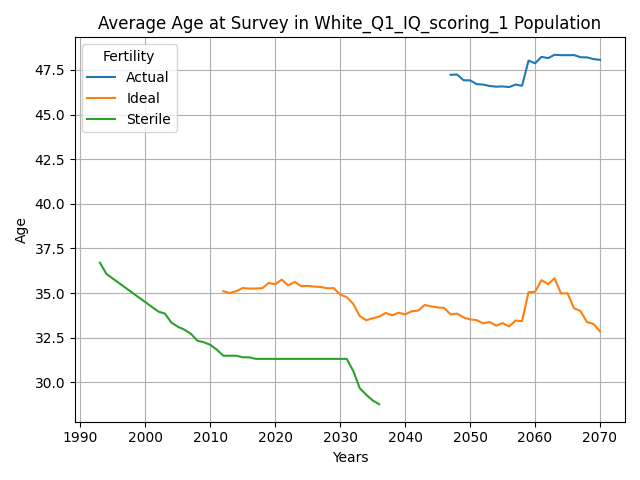 Average Age at Survey in White_Q1_IQ_scoring_1 Population
Fertility
Actual
Ideal
Sterile
Age
47.5
45.0
42.5
40.0
37.5
35.0
32.5
30.0
1990 2000 2010 2020 2030 2040 2050 2060 2070
Years